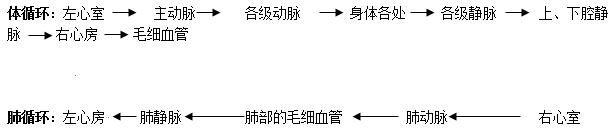 体循环：左心室 → 主动脉 → 各级动脉 → 身体各处 → 各级静脉 → 上、下腔静
脉 → 右心房 → 毛细血管
肺循环：左心房 ← 肺静脉 ← 肺部的毛细血管 ← 肺动脉 ← 右心室